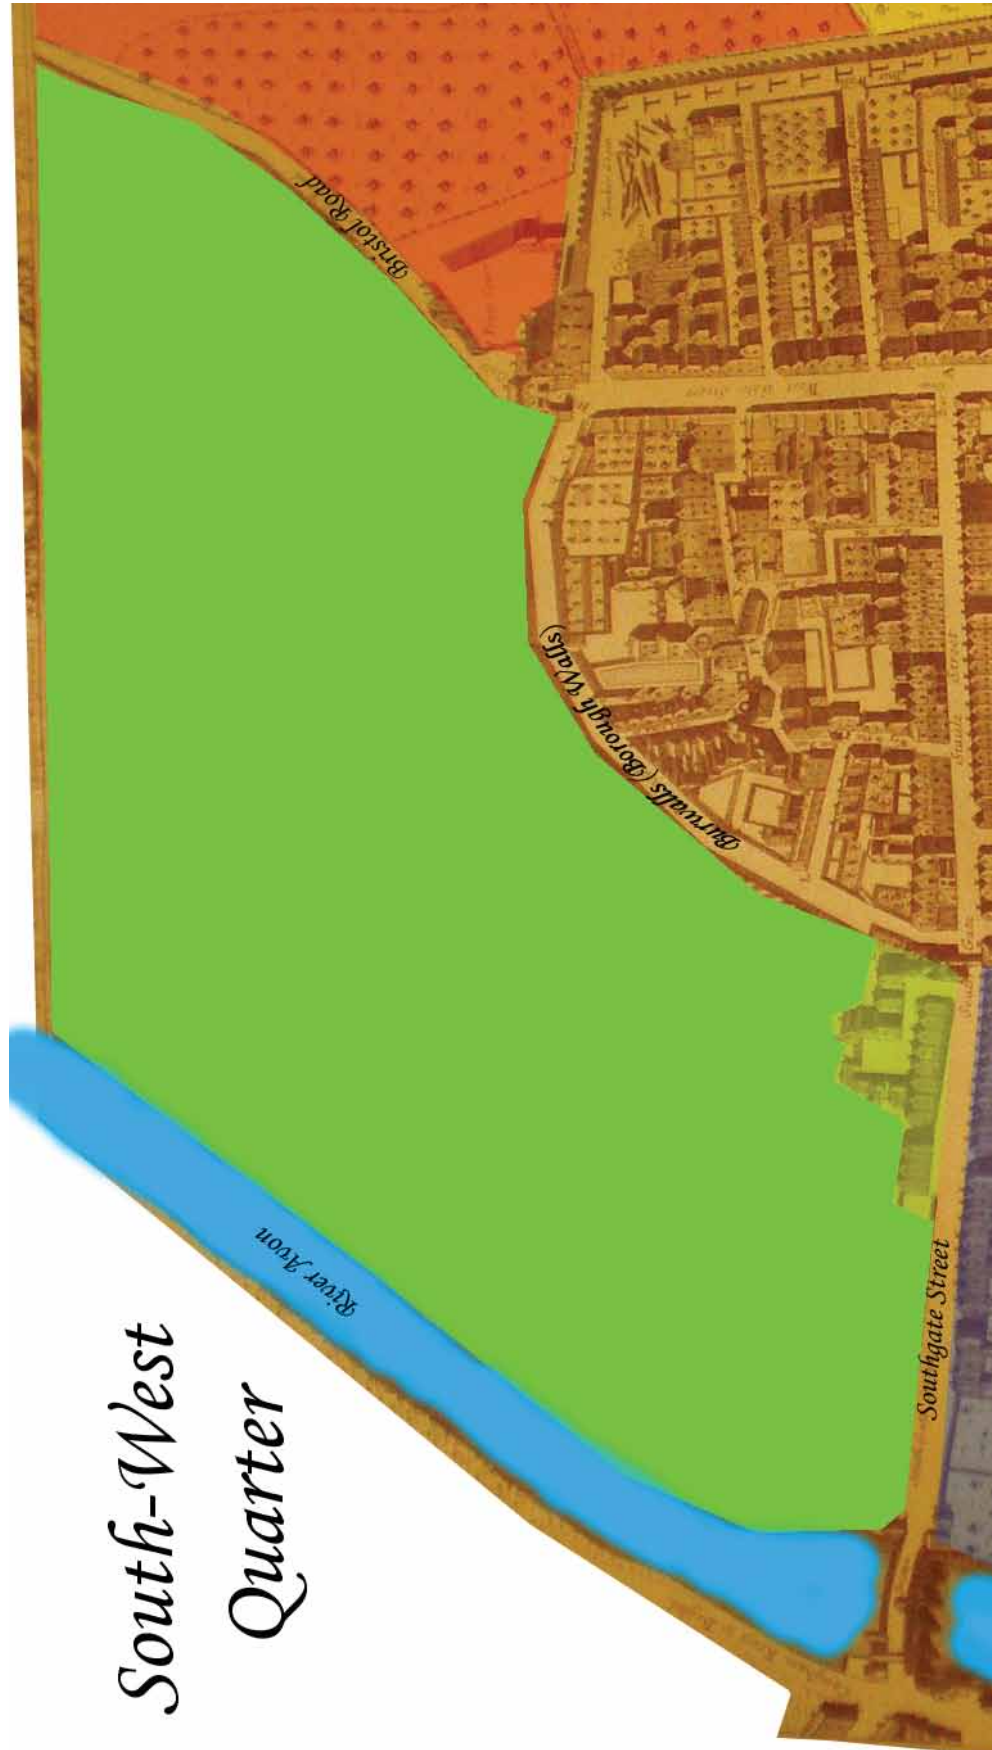 South-West
Quarter
Bristol Road
Burwalls (Borough Walls)
River Avon
Southgate Street